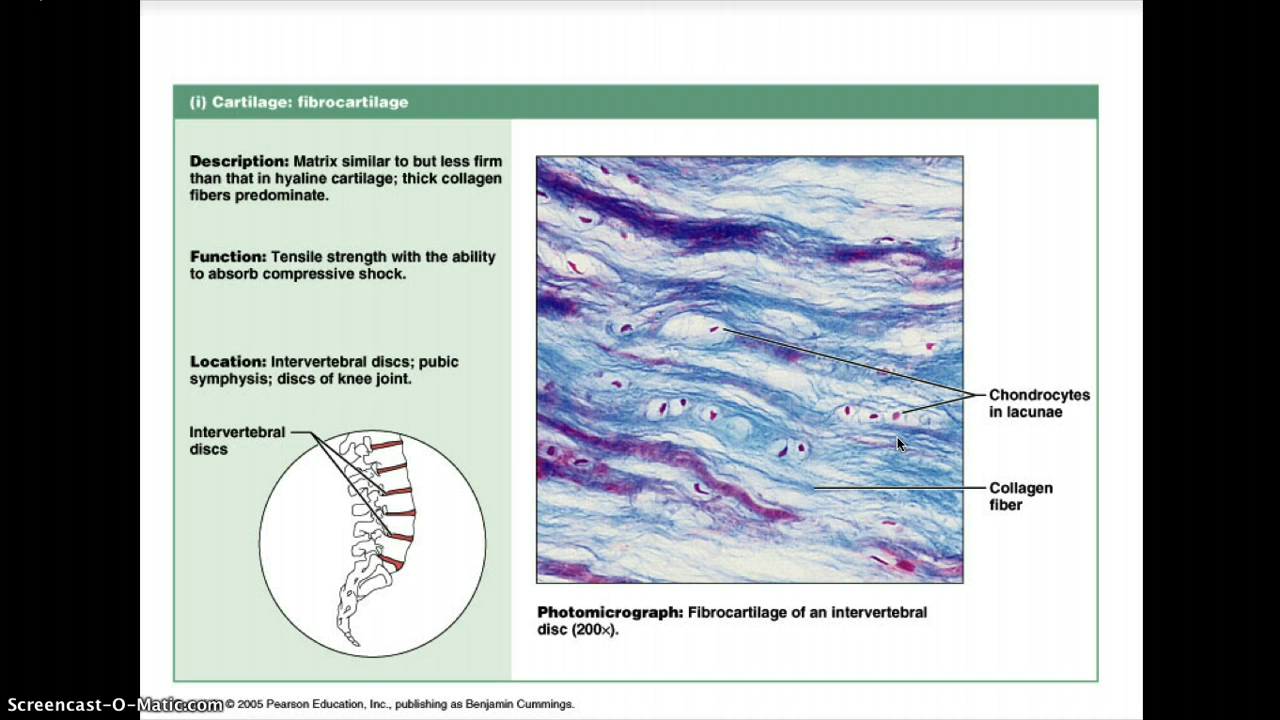 (i) Cartilage: fibrocartilage
Description: Matrix similar to but less firm
than that in hyaline cartilage; thick collagen
fibers predominate.
Function: Tensile strength with the ability
to absorb compressive shock.
Location: Intervertebral discs; pubic
symphysis; discs of knee joint.
Intervertebral
discs
Chondrocytes
in lacunae
Collagen
fiber
Photomicrograph: Fibrocartilage of an intervertebral
disc (200×).
Screencast-O-Matic.com
© 2005 Pearson Education, Inc., publishing as Benjamin Cummings.